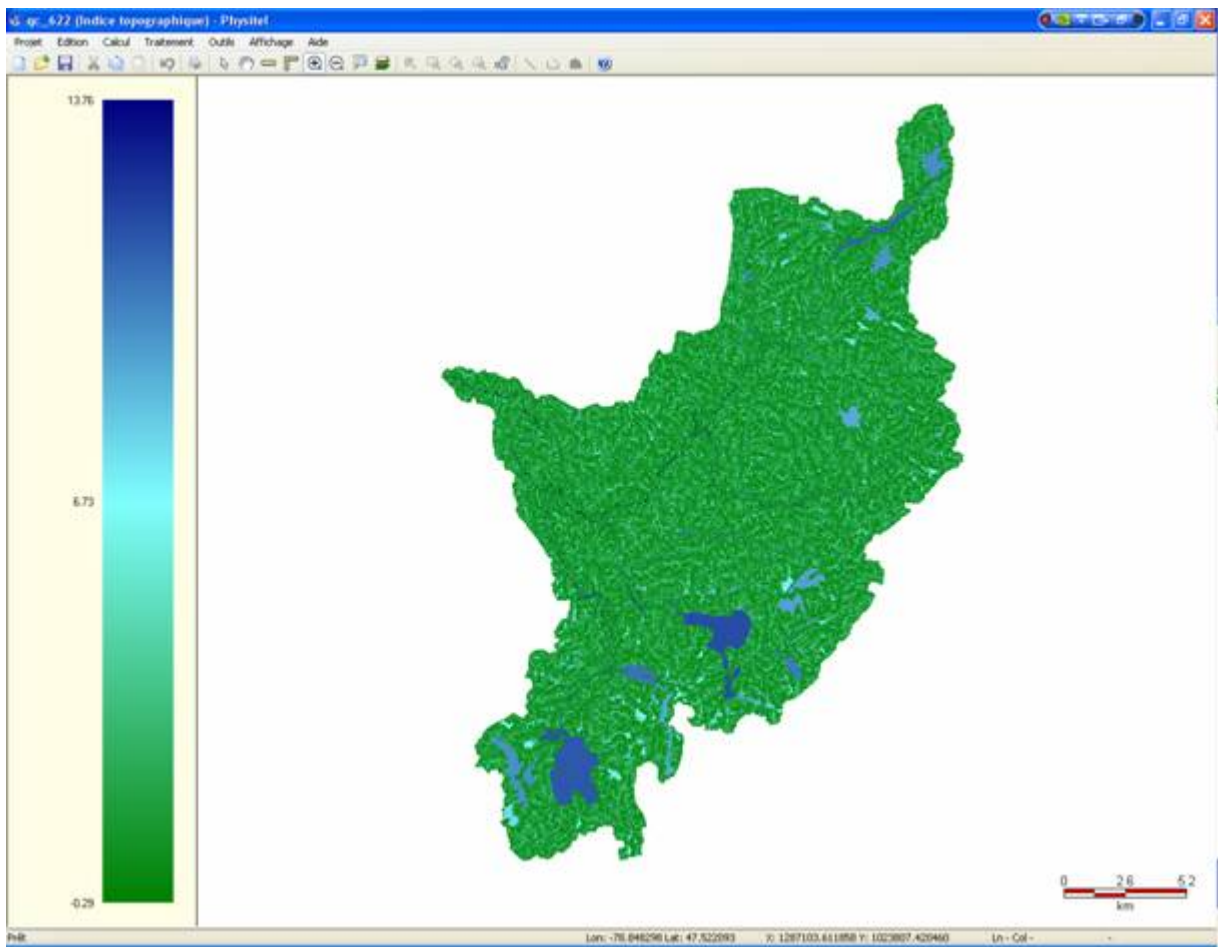 qc_622 (Indice topographique) - Physitel
Projet Edition Calcul Traitement Outils Affichage Aide
13.76
6.73
-0.29
0 2.6 5.2
km
Prêt Lon: -78.848298 Lat: 47.522093 X: 1287103.611858 Y: 1023807.420460 Ln - Col -